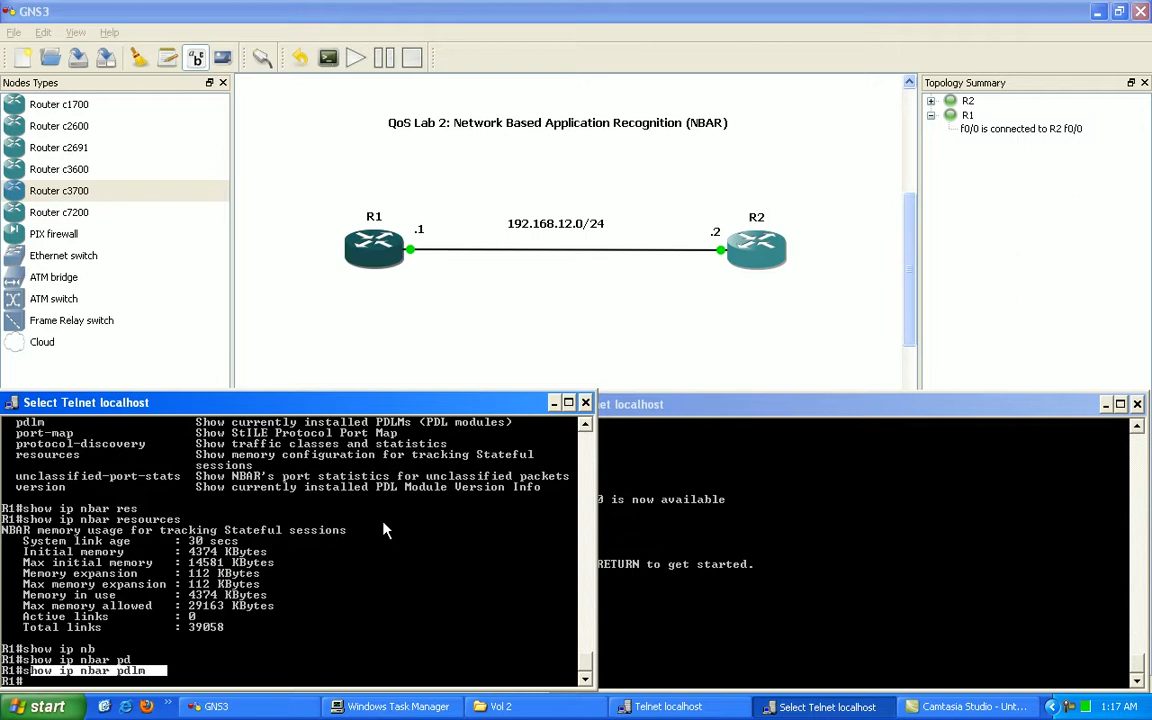 GNS3
File Edit View Help
Nodes Types
Router c1700
Router c2600
Router c2691
Router c3600
Router c3700
Router c7200
PIX firewall
Ethernet switch
ATM bridge
ATM switch
Frame Relay switch
Cloud
QoS Lab 2: Network Based Application Recognition (NBAR)
R1
.1
192.168.12.0/24
.2
R2
Topology Summary
R2
R1
f0/0 is connected to R2 f0/0
Select Telnet localhost
pdlm Show currently installed PDLMs (PDL modules)
port-map Show StILE Protocol Port Map
protocol-discovery Show traffic classes and statistics
resources Show memory configuration for tracking Stateful
sessions
unclassified-port-stats Show NBAR's port statistics for unclassified packets
version Show currently installed PDL Module Version Info
R1#show ip nbar res
R1#show ip nbar resources
NBAR memory usage for tracking Stateful sessions
System link age : 30 secs
Initial memory : 4374 KBytes
Max initial memory : 14581 KBytes
Memory expansion : 112 KBytes
Max memory expansion : 112 KBytes
Memory in use : 4374 KBytes
Max memory allowed : 29163 KBytes
Active links : 0
Total links : 39058
R1#show ip nb
R1#show ip nbar pd
R1#show ip nbar pdlm
R1#
net localhost
0 is now available
RETURN to get started.
start
GNS3
Windows Task Manager
Vol 2
Telnet localhost
Select Telnet localhost
Camtasia Studio - Unt...
1:17 AM